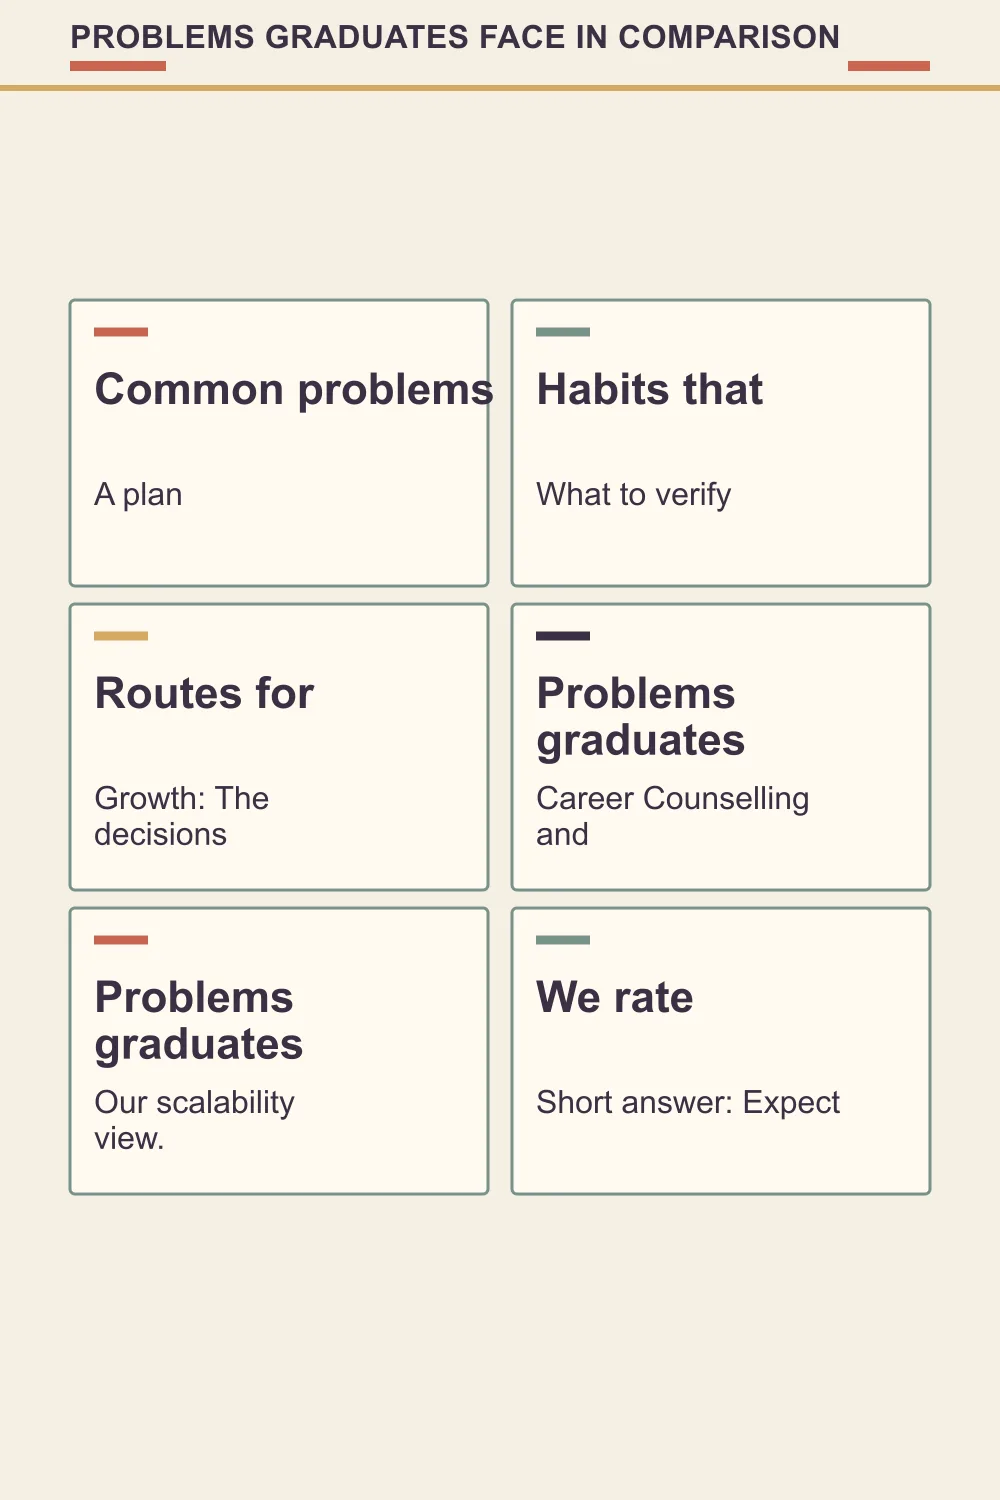 PROBLEMS GRADUATES FACE IN COMPARISON
Common problems
A plan
Habits that
What to verify
Routes for
Growth: The
decisions
Problems
graduates
Career Counselling
and
Problems
graduates
Our scalability
view.
We rate
Short answer: Expect